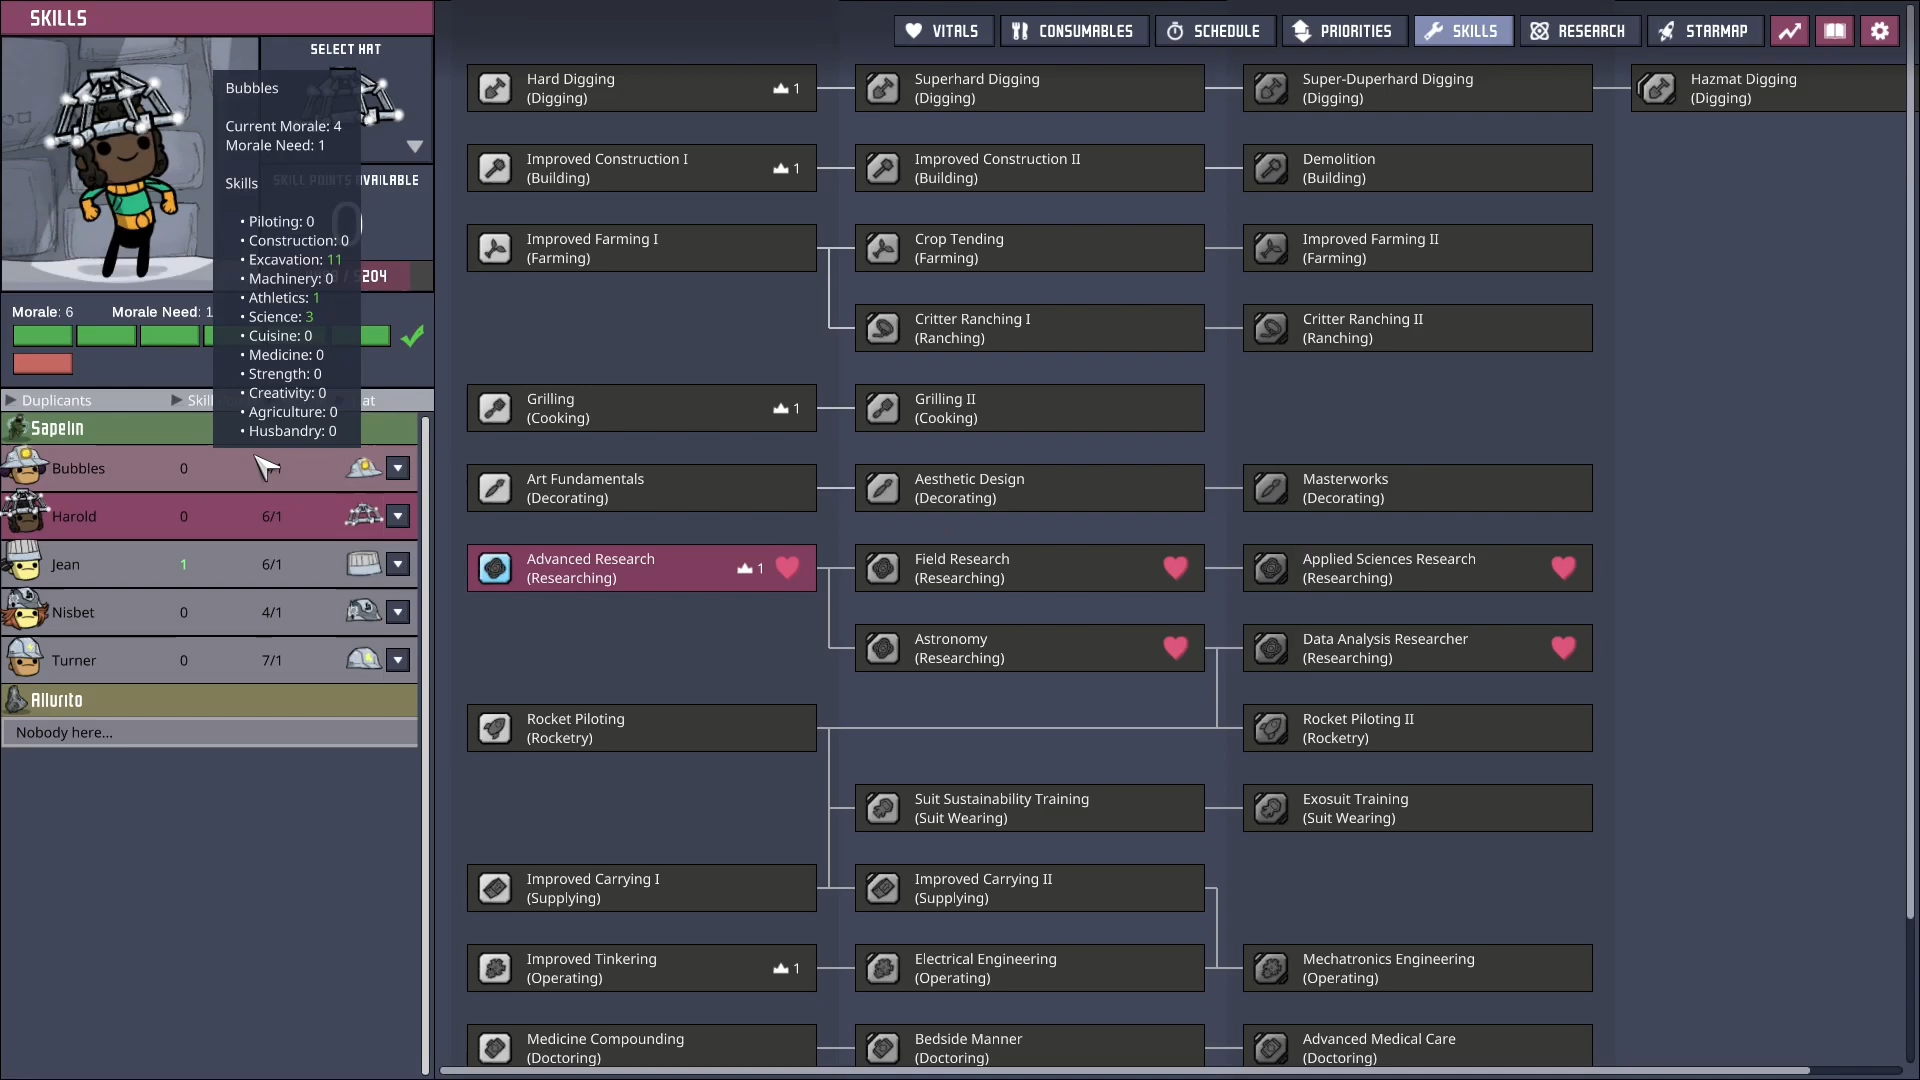 SKILLS
VITALS
CONSUMABLES
SCHEDULE
PRIORITIES
SKILLS
RESEARCH
STARMAP
SELECT HAT
SKILL POINTS AVAILABLE
0
5204
Bubbles
Current Morale: 4
Morale Need: 1
Skills
• Piloting: 0
• Construction: 0
• Excavation: 11
• Machinery: 0
• Athletics: 1
• Science: 3
• Cuisine: 0
• Medicine: 0
• Strength: 0
• Creativity: 0
• Agriculture: 0
• Husbandry: 0
Morale: 6
Morale Need: 1
Duplicants
Skill
at
Sapelin
Bubbles 0
Harold 0 6/1
Jean 1 6/1
Nisbet 0 4/1
Turner 0 7/1
Allurito
Nobody here...
Hard Digging
(Digging)
1
Superhard Digging
(Digging)
Super-Duperhard Digging
(Digging)
Hazmat Digging
(Digging)
Improved Construction I
(Building)
1
Improved Construction II
(Building)
Demolition
(Building)
Improved Farming I
(Farming)
Crop Tending
(Farming)
Improved Farming II
(Farming)
Critter Ranching I
(Ranching)
Critter Ranching II
(Ranching)
Grilling
(Cooking)
1
Grilling II
(Cooking)
Art Fundamentals
(Decorating)
Aesthetic Design
(Decorating)
Masterworks
(Decorating)
Advanced Research
(Researching)
1
Field Research
(Researching)
Applied Sciences Research
(Researching)
Astronomy
(Researching)
Data Analysis Researcher
(Researching)
Rocket Piloting
(Rocketry)
Rocket Piloting II
(Rocketry)
Suit Sustainability Training
(Suit Wearing)
Exosuit Training
(Suit Wearing)
Improved Carrying I
(Supplying)
Improved Carrying II
(Supplying)
Improved Tinkering
(Operating)
1
Electrical Engineering
(Operating)
Mechatronics Engineering
(Operating)
Medicine Compounding
(Doctoring)
Bedside Manner
(Doctoring)
Advanced Medical Care
(Doctoring)